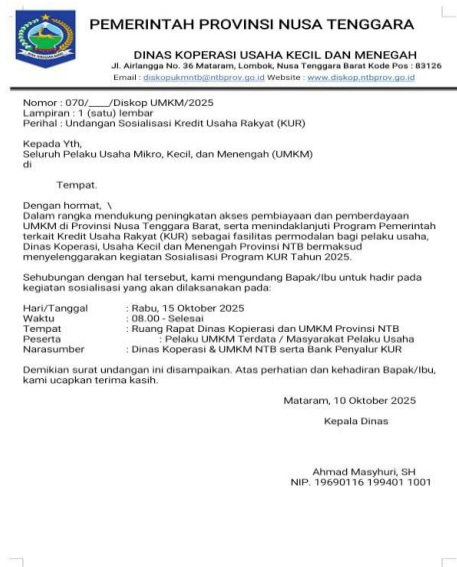 PEMERINTAH PROVINSI NUSA TENGGARA
DINAS KOPERASI USAHA KECIL DAN MENEGAH
Jl. Airlangga No. 36 Mataram, Lombok, Nusa Tenggara Barat Kode Pos : 83126
Email : diskopukmntb@ntbprov.go.id Website : www.diskop.ntbprov.go.id
Nomor : 070/____/Diskop UMKM/2025
Lampiran : 1 (satu) lembar
Perihal : Undangan Sosialisasi Kredit Usaha Rakyat (KUR)
Kepada Yth,
Seluruh Pelaku Usaha Mikro, Kecil, dan Menengah (UMKM)
di
Tempat.
Dengan hormat, \
Dalam rangka mendukung peningkatan akses pembiayaan dan pemberdayaan
UMKM di Provinsi Nusa Tenggara Barat, serta menindaklanjuti Program Pemerintah
terkait Kredit Usaha Rakyat (KUR) sebagai fasilitas permodalan bagi pelaku usaha,
Dinas Koperasi, Usaha Kecil dan Menengah Provinsi NTB bermaksud
menyelenggarakan kegiatan Sosialisasi Program KUR Tahun 2025.
Sehubungan dengan hal tersebut, kami mengundang Bapak/Ibu untuk hadir pada
kegiatan sosialisasi yang akan dilaksanakan pada:
Hari/Tanggal : Rabu, 15 Oktober 2025
Waktu : 08.00 - Selesai
Tempat : Ruang Rapat Dinas Kopierasi dan UMKM Provinsi NTB
Peserta : Pelaku UMKM Terdata / Masyarakat Pelaku Usaha
Narasumber : Dinas Koperasi & UMKM NTB serta Bank Penyalur KUR
Demikian surat undangan ini disampaikan. Atas perhatian dan kehadiran Bapak/Ibu,
kami ucapkan terima kasih.
Mataram, 10 Oktober 2025
Kepala Dinas
Ahmad Masyhuri, SH
NIP. 19690116 199401 1001